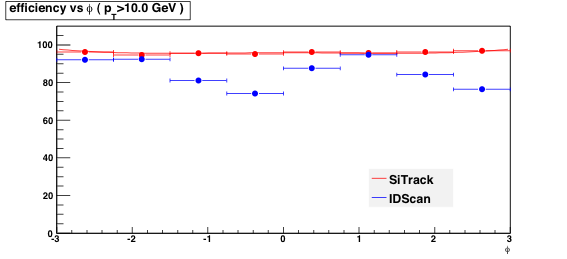 efficiency vs ϕ ( p_T>10.0 GeV )
100
80
60
40
20
0
SiTrack
IDScan
-3 -2 -1 0 1 2 3
ϕ